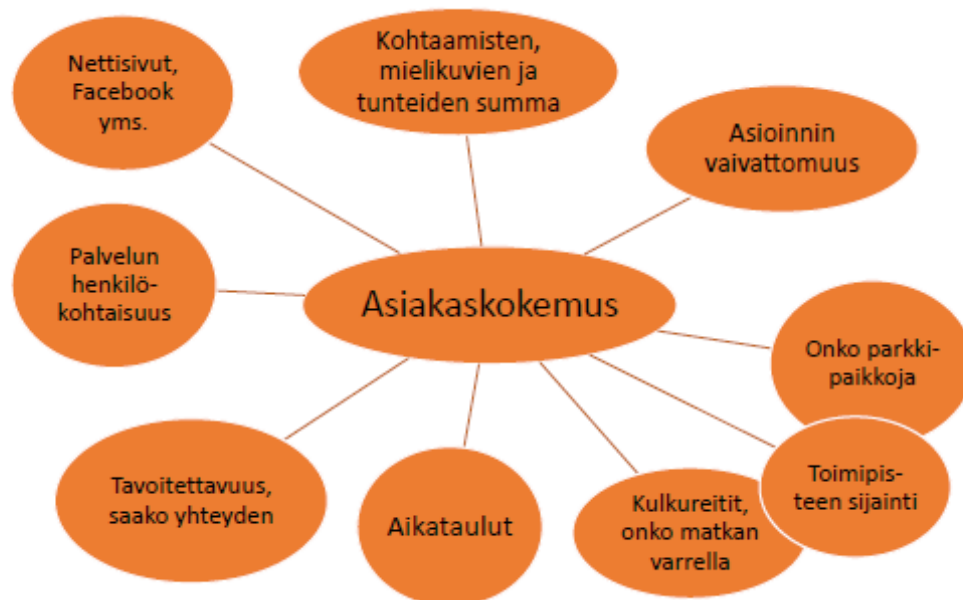 Kohtaamisten,
mielikuvien ja
tunteiden summa
Nettisivut,
Facebook
yms.
Asioinnin
vaivattomuus
Palvelun
henkilö-
kohtaisuus
Asiakaskokemus
Onko parkki-
paikkoja
Tavoitettavuus,
saako yhteyden
Aikataulut
Kulkureitit,
onko matkan
varrella
Toimipis-
teen sijainti